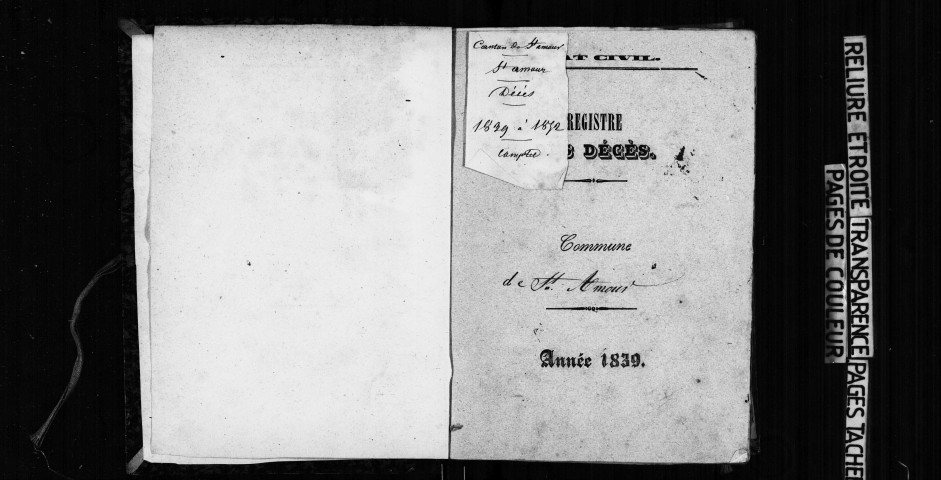 Canton de St amour
St amour
Décès
1839 à 1872
Complet.
AT CIVIL.
REGISTRE
S DÉCÈS.
Commune
de St. Amour
Année 1839.
RELIURE ETROITE
TRANSPARENCE
PAGES TACHE
PAGES DE COULEUR